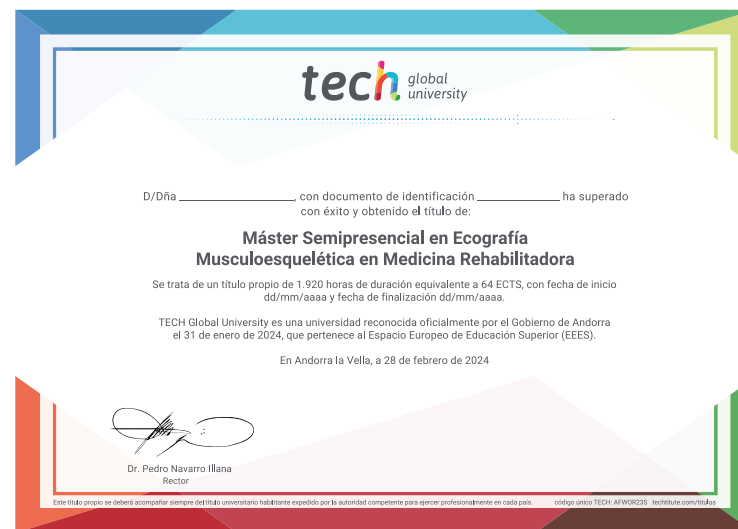 tech global
university
D/Dña ______________, con documento de identificación ______________ ha superado
con éxito y obtenido el título de:
Máster Semipresencial en Ecografía
Musculoesquelética en Medicina Rehabilitadora
Se trata de un título propio de 1.920 horas de duración equivalente a 64 ECTS, con fecha de inicio
dd/mm/aaaa y fecha de finalización dd/mm/aaaa.
TECH Global University es una universidad reconocida oficialmente por el Gobierno de Andorra
el 31 de enero de 2024, que pertenece al Espacio Europeo de Educación Superior (EEES).
En Andorra la Vella, a 28 de febrero de 2024
Dr. Pedro Navarro Illana
Rector
Este título propio se deberá acompañar siempre del título universitario habilitante expedido por la autoridad competente para ejercer profesionalmente en cada país. código único TECH: AFWOR23S techtitute.com/titulos